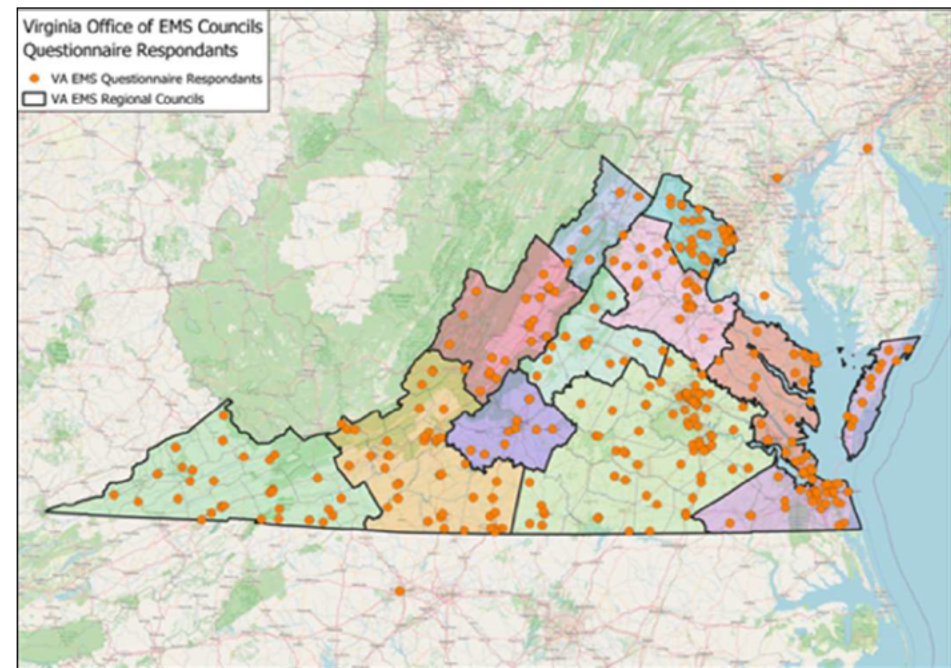 Virginia Office of EMS Councils
Questionnaire Respondants
VA EMS Questionnaire Respondants
VA EMS Regional Councils